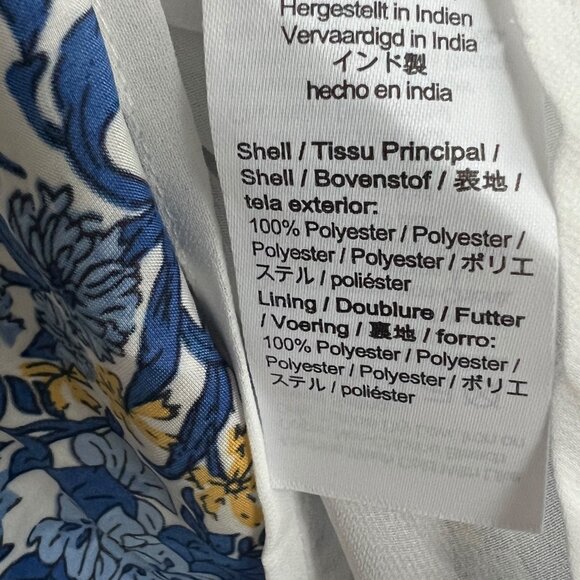 Hergestellt in Indien
Vervaardigd in India
インド製
hecho en india
Shell / Tissu Principal /
Shell / Bovenstof / 表地 /
tela exterior:
100% Polyester / Polyester /
Polyester / Polyester / ポリエ
ステル / poliéster
Lining / Doublure / Futter
/ Voering / 裏地 / forro:
100% Polyester / Polyester /
Polyester / Polyester / ポリエ
ステル / poliéster